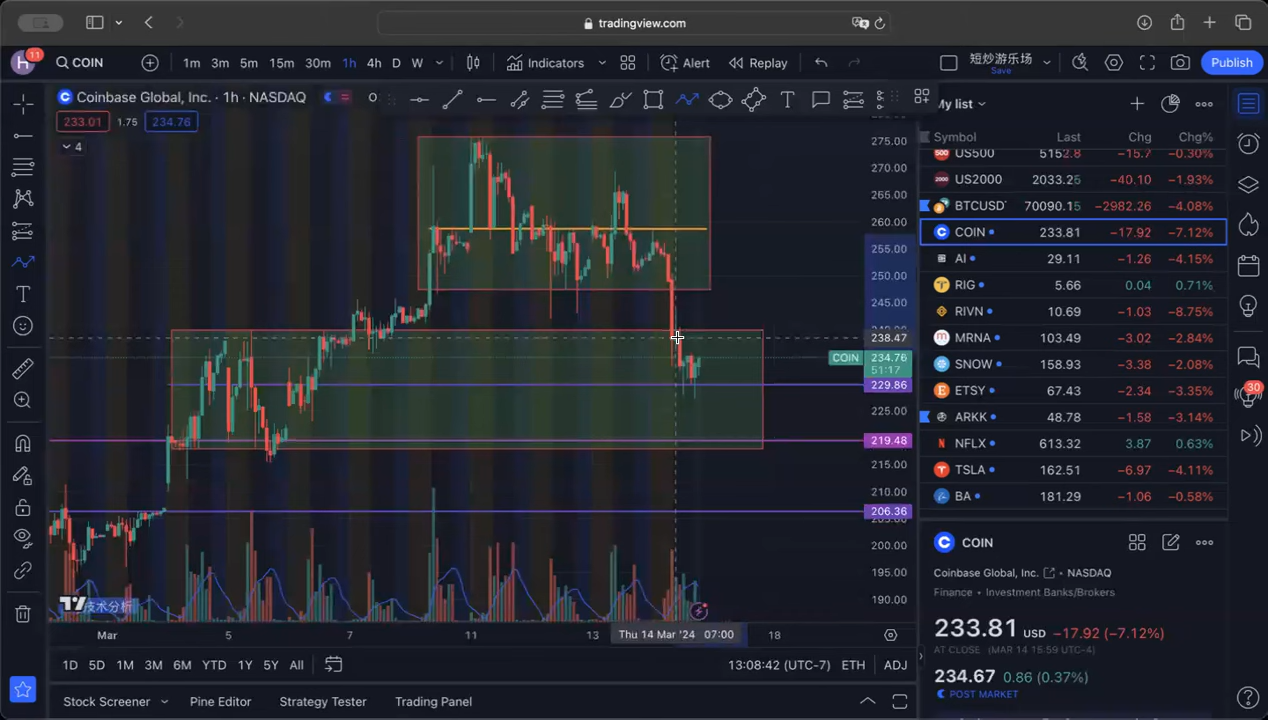 tradingview.com
H 11 COIN 1m 3m 5m 15m 30m 1h 4h D W Indicators Alert Replay 短炒游乐场 Save Publish
Coinbase Global, Inc. · 1h · NASDAQ
233.01 1.75 234.76
4
275.00
270.00
265.00
260.00
255.00
250.00
245.00
238.47
COIN 234.76
51:17
229.86
225.00
219.48
215.00
210.00
206.36
200.00
195.00
190.00
技术分析
Mar 5 7 11 13 Thu 14 Mar '24 07:00 18
1D 5D 1M 3M 6M YTD 1Y 5Y All 13:08:42 (UTC-7) ETH ADJ
Stock Screener Pine Editor Strategy Tester Trading Panel
My list
Symbol Last Chg Chg%
US500 5152.8 −15.7 −0.30%
US2000 2033.25 −40.10 −1.93%
BTCUSD 70090.15 −2982.26 −4.08%
COIN 233.81 −17.92 −7.12%
AI 29.11 −1.26 −4.15%
RIG 5.66 0.04 0.71%
RIVN 10.69 −1.03 −8.75%
MRNA 103.49 −3.02 −2.84%
SNOW 158.93 −3.38 −2.08%
ETSY 67.43 −2.34 −3.35%
ARKK 48.78 −1.58 −3.14%
NFLX 613.32 3.87 0.63%
TSLA 162.51 −6.97 −4.11%
BA 181.29 −1.06 −0.58%
30
COIN
Coinbase Global, Inc. · NASDAQ
Finance · Investment Banks/Brokers
233.81 USD −17.92 (−7.12%)
AT CLOSE (MAR 14 15:59 UTC-4)
234.67 0.86 (0.37%)
POST MARKET